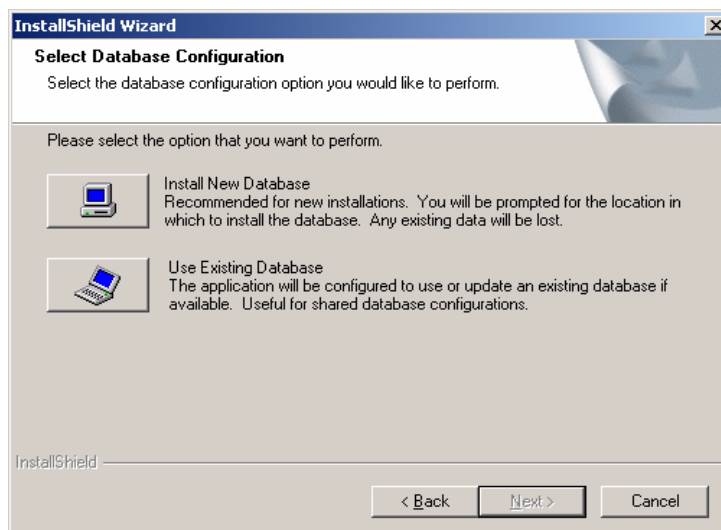 InstallShield Wizard
Select Database Configuration
Select the database configuration option you would like to perform.
Please select the option that you want to perform.
Install New Database
Recommended for new installations. You will be prompted for the location in
which to install the database. Any existing data will be lost.
Use Existing Database
The application will be configured to use or update an existing database if
available. Useful for shared database configurations.
InstallShield
< Back
Next >
Cancel